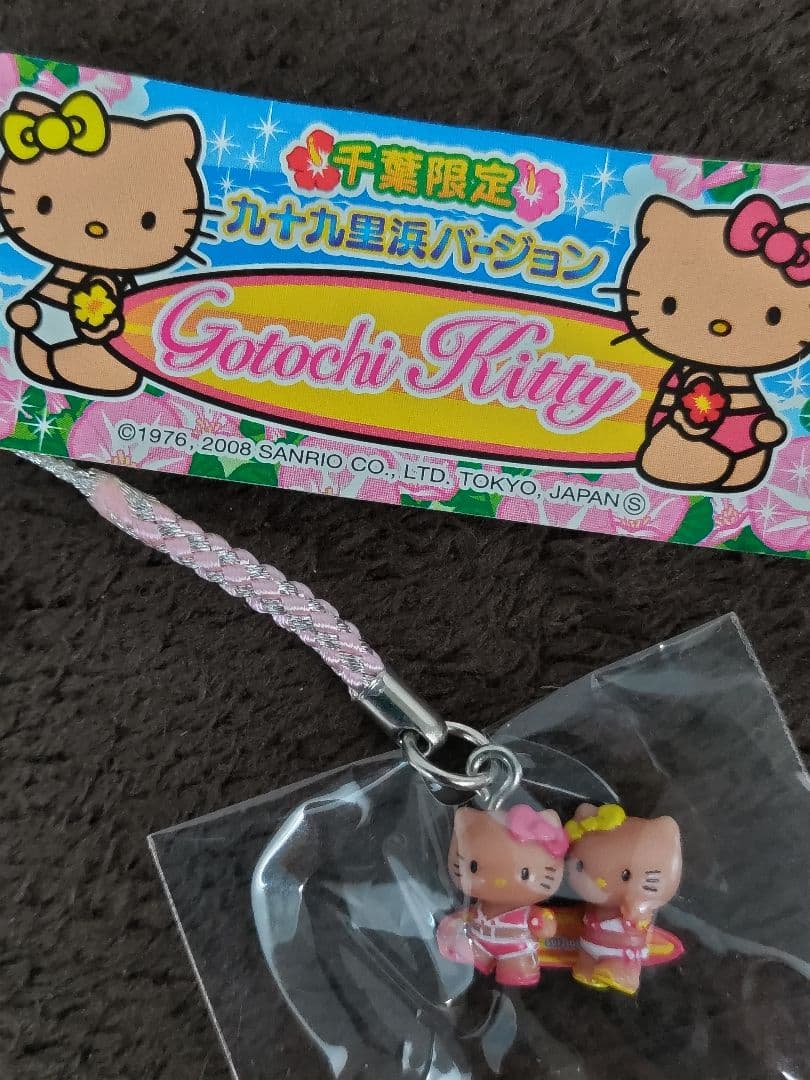 千葉限定
九十九里浜バージョン
Gotochi Kitty
©1976, 2008 SANRIO CO., LTD. TOKYO, JAPAN Ⓢ